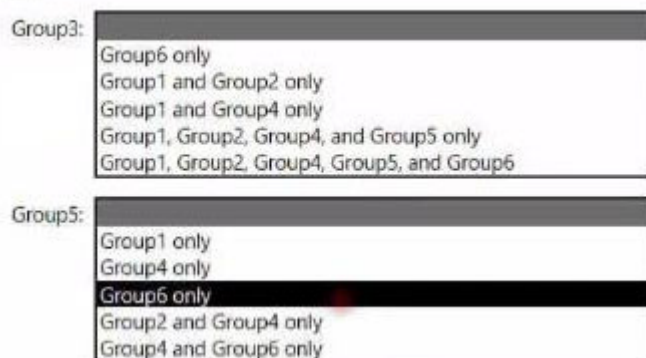 Group3:
Group6 only
Group1 and Group2 only
Group1 and Group4 only
Group1, Group2, Group4, and Group5 only
Group1, Group2, Group4, Group5, and Group6
Group5:
Group1 only
Group4 only
Group6 only
Group2 and Group4 only
Group4 and Group6 only